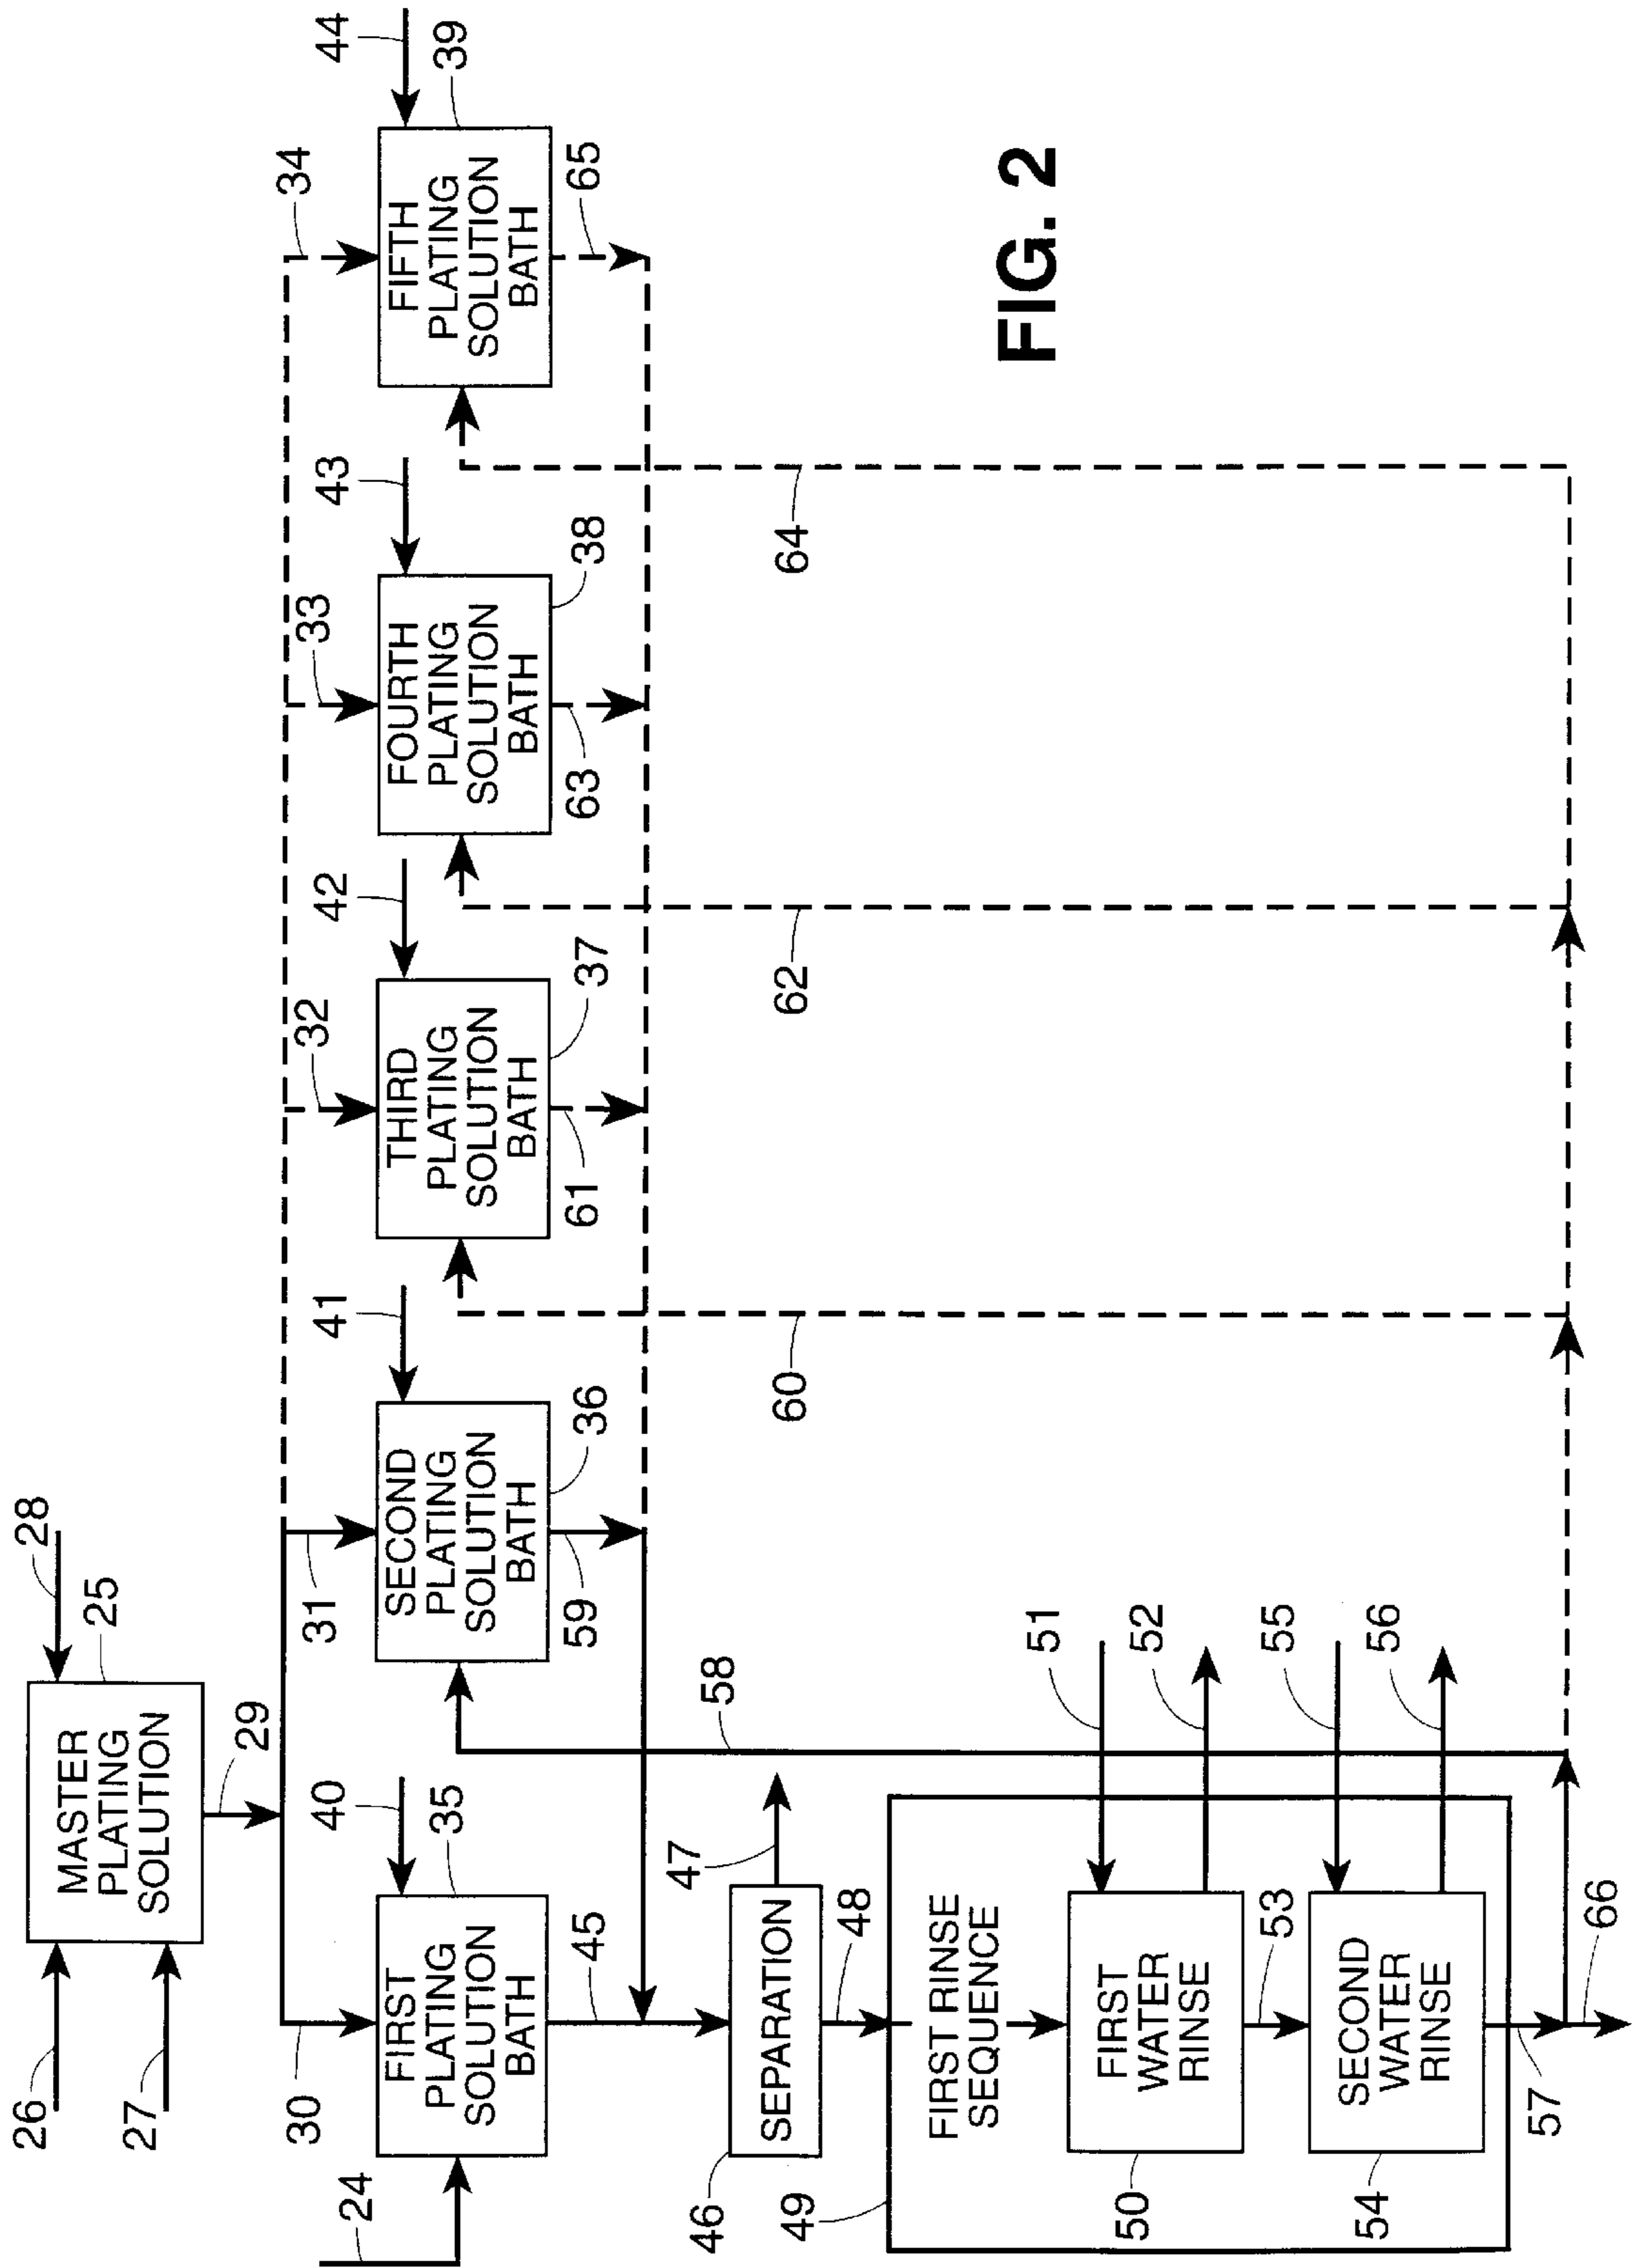 26
27
28
MASTER
PLATING
SOLUTION
25
29
30
31
32
33
34
24
40
41
42
43
44
FIRST
PLATING
SOLUTION
BATH
35
SECOND
PLATING
SOLUTION
BATH
36
THIRD
PLATING
SOLUTION
BATH
37
FOURTH
PLATING
SOLUTION
BATH
38
FIFTH
PLATING
SOLUTION
BATH
39
45
59
61
63
65
46
SEPARATION
47
48
58
60
62
64
49
FIRST RINSE
SEQUENCE
50
FIRST
WATER
RINSE
51
52
53
54
SECOND
WATER
RINSE
55
56
57
66
FIG. 2